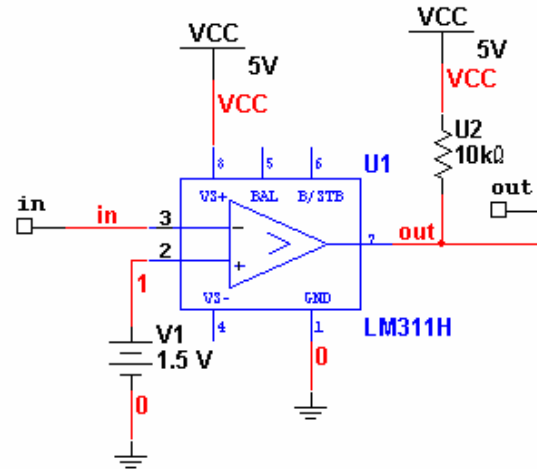 VCC
5V
VCC
VCC
5V
VCC
U2
10kΩ
8
5
6
U1
VS+
BAL
B/STB
in
in
3
2
7
out
out
1
VS-
GND
4
1
LM311H
V1
1.5 V
0
0